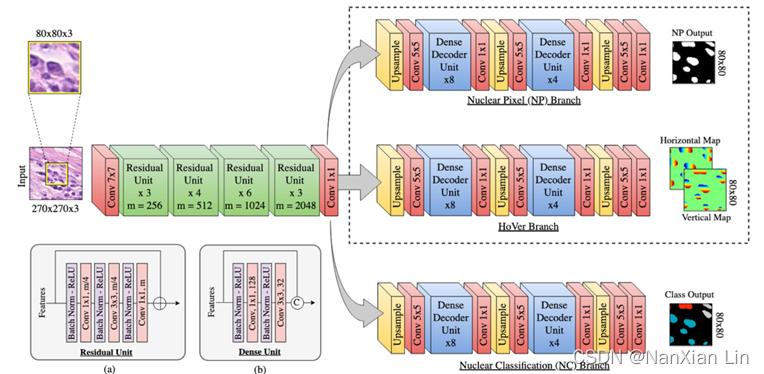 80x80x3
Input
270x270x3
Conv 7x7
Residual
Unit
x 3
m = 256
Residual
Unit
x 4
m = 512
Residual
Unit
x 6
m = 1024
Residual
Unit
x 3
m = 2048
Conv 1x1
Upsample
Conv 5x5
Dense
Decoder
Unit
x8
Conv 1x1
Upsample
Conv 5x5
Dense
Decoder
Unit
x4
Conv 1x1
Upsample
Conv 5x5
Conv 1x1
Nuclear Pixel (NP) Branch
NP Output
80x80
Upsample
Conv 5x5
Dense
Decoder
Unit
x8
Conv 1x1
Upsample
Conv 5x5
Dense
Decoder
Unit
x4
Conv 1x1
Upsample
Conv 5x5
Conv 1x1
HoVer Branch
Horizontal Map
80x80
Vertical Map
Upsample
Conv 5x5
Dense
Decoder
Unit
x8
Conv 1x1
Upsample
Conv 5x5
Dense
Decoder
Unit
x4
Conv 1x1
Upsample
Conv 5x5
Conv 1x1
Nuclear Classification (NC) Branch
Class Output
80x80
Features
Batch Norm - ReLU
Conv 1x1, m/4
Batch Norm - ReLU
Conv 3x3, m/4
Batch Norm - ReLU
Conv 1x1, m
Residual Unit
(a)
Features
Batch Norm - ReLU
Conv, 1x1, 128
Batch Norm - ReLU
Conv 3x3, 32
C
Dense Unit
(b)
CSDN @NanXian Lin